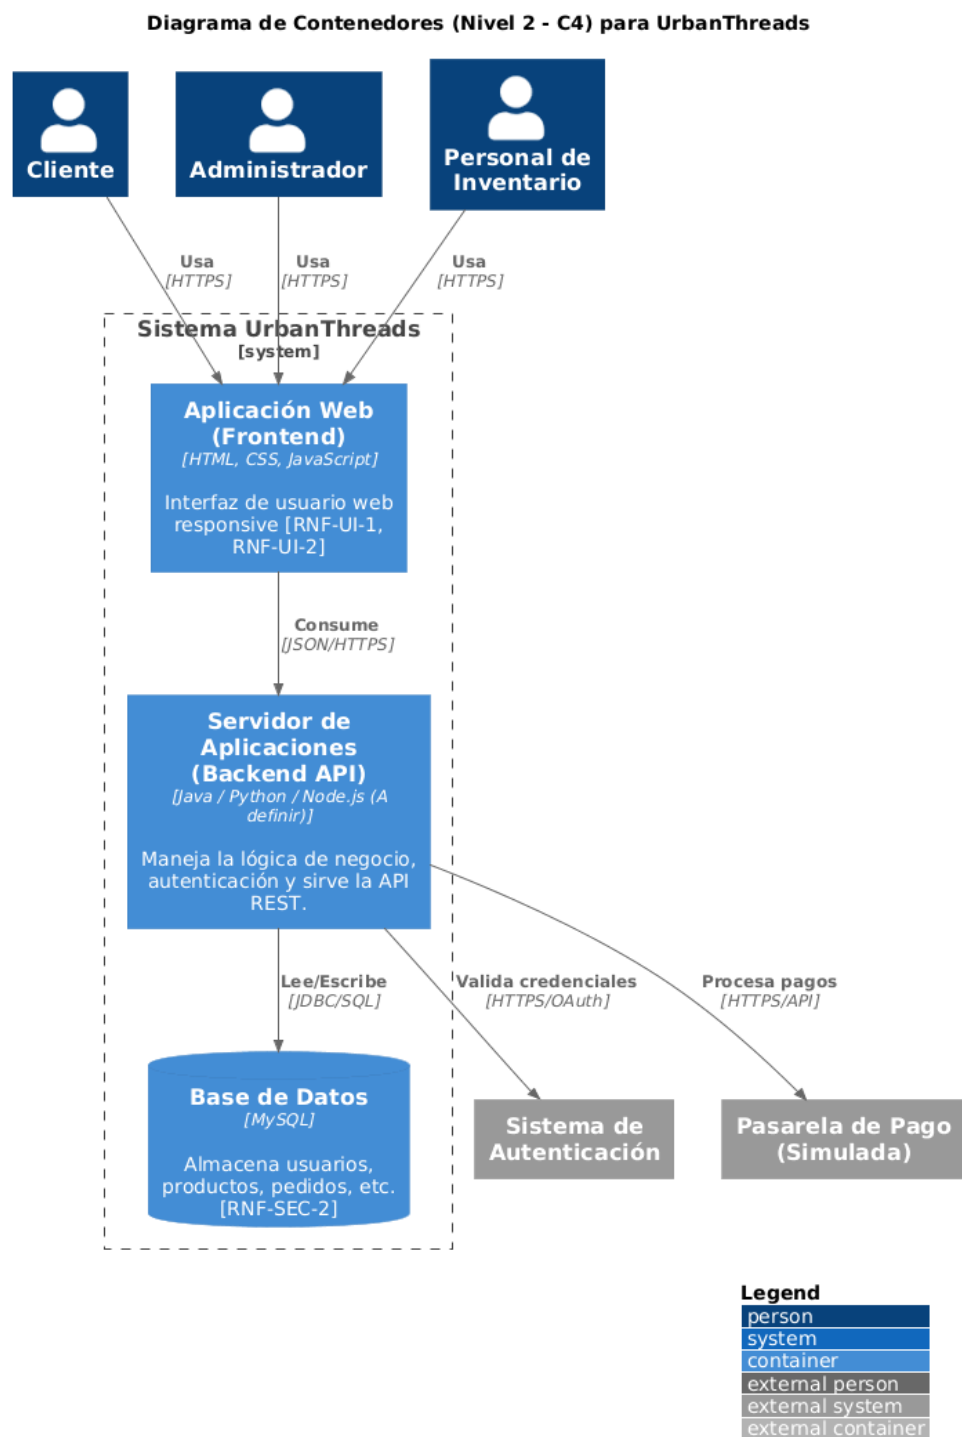 Diagrama de Contenedores (Nivel 2 - C4) para UrbanThreads
Cliente
Administrador
Personal de
Inventario
Usa
[HTTPS]
Usa
[HTTPS]
Usa
[HTTPS]
Sistema UrbanThreads
[system]
Aplicación Web
(Frontend)
[HTML, CSS, JavaScript]
Interfaz de usuario web
responsive [RNF-UI-1,
RNF-UI-2]
Consume
[JSON/HTTPS]
Servidor de
Aplicaciones
(Backend API)
[Java / Python / Node.js (A
definir)]
Maneja la lógica de negocio,
autenticación y sirve la API
REST.
Lee/Escribe
[JDBC/SQL]
Valida credenciales
[HTTPS/OAuth]
Procesa pagos
[HTTPS/API]
Base de Datos
[MySQL]
Almacena usuarios,
productos, pedidos, etc.
[RNF-SEC-2]
Sistema de
Autenticación
Pasarela de Pago
(Simulada)
Legend
person
system
container
external person
external system
external container